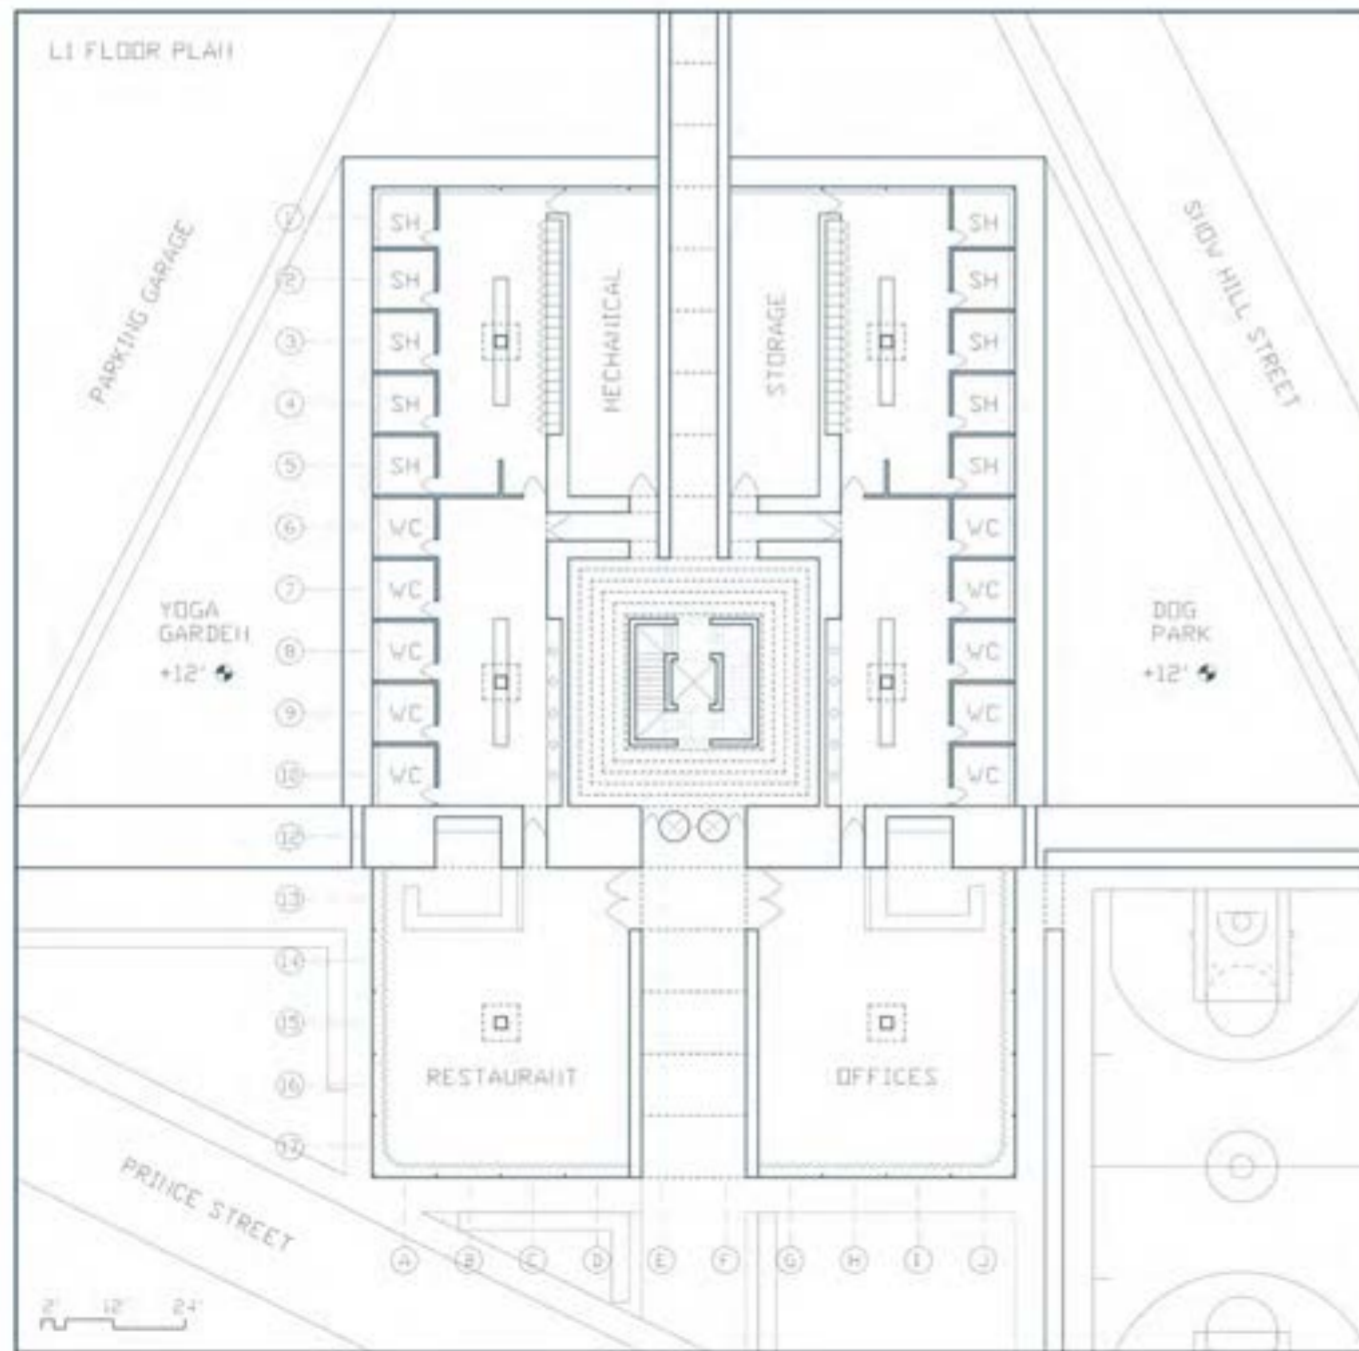 L1 FLOOR PLAN
PARKING GARAGE
SNOW HILL STREET
1
SH
SH
2
SH
SH
3
SH
SH
4
SH
SH
5
SH
SH
MECHANICAL
STORAGE
6
WC
WC
7
WC
WC
8
WC
WC
9
WC
WC
10
WC
WC
YOGA
GARDEN
+12'
DOG
PARK
+12'
12
13
14
15
16
17
RESTAURANT
OFFICES
PRINCE STREET
A B C D E F G H I J
12' 24'